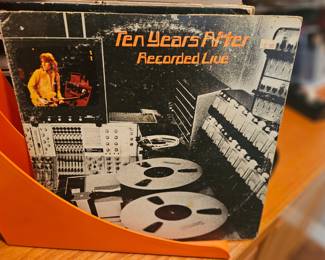 Ten Years After
Recorded Live